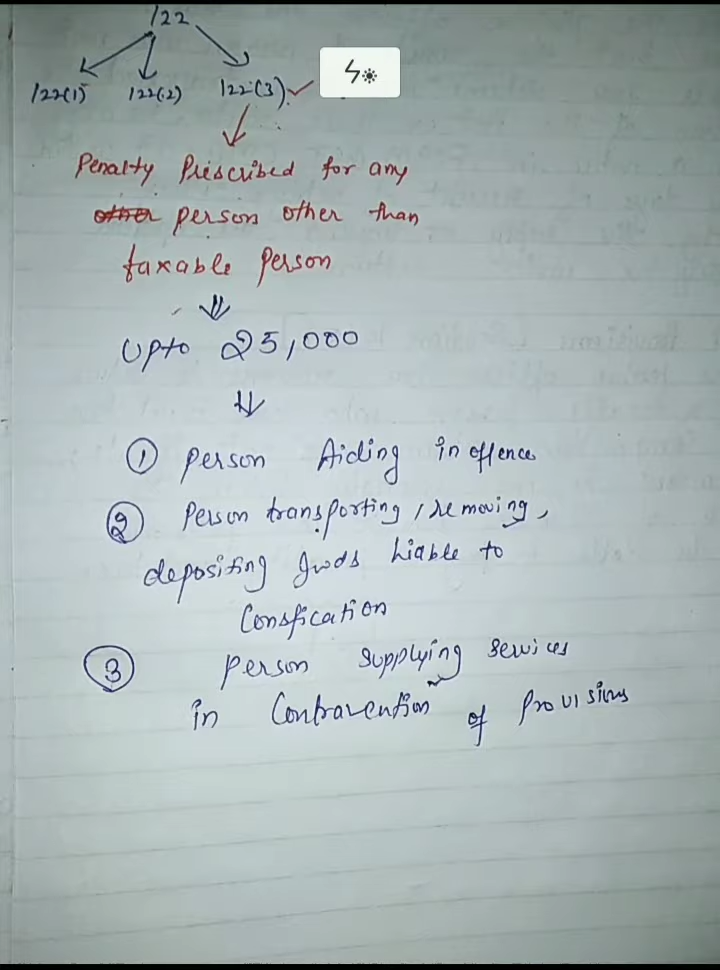 122
122(1) 122(2) 122(3)
Penalty Prescribed for any
other person other than
taxable person
Upto 25,000
① person Aiding in offence
② Person transporting, removing,
depositing goods liable to
Consfication
③ person supplying services
in Contravention of Provisions